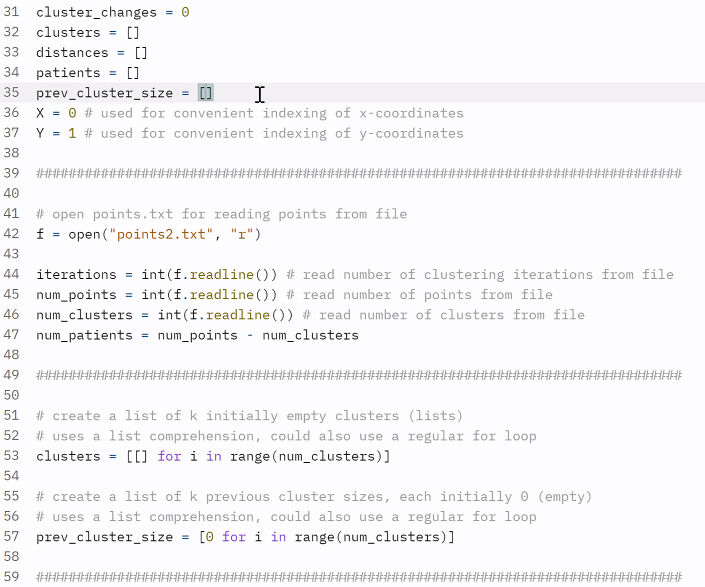 31 cluster_changes = 0
32 clusters = []
33 distances = []
34 patients = []
35 prev_cluster_size = []
36 X = 0 # used for convenient indexing of x-coordinates
37 Y = 1 # used for convenient indexing of y-coordinates
38
39 ################################################################################
40
41 # open points.txt for reading points from file
42 f = open("points2.txt", "r")
43
44 iterations = int(f.readline()) # read number of clustering iterations from file
45 num_points = int(f.readline()) # read number of points from file
46 num_clusters = int(f.readline()) # read number of clusters from file
47 num_patients = num_points - num_clusters
48
49 ################################################################################
50
51 # create a list of k initially empty clusters (lists)
52 # uses a list comprehension, could also use a regular for loop
53 clusters = [[] for i in range(num_clusters)]
54
55 # create a list of k previous cluster sizes, each initially 0 (empty)
56 # uses a list comprehension, could also use a regular for loop
57 prev_cluster_size = [0 for i in range(num_clusters)]
58
59 ################################################################################